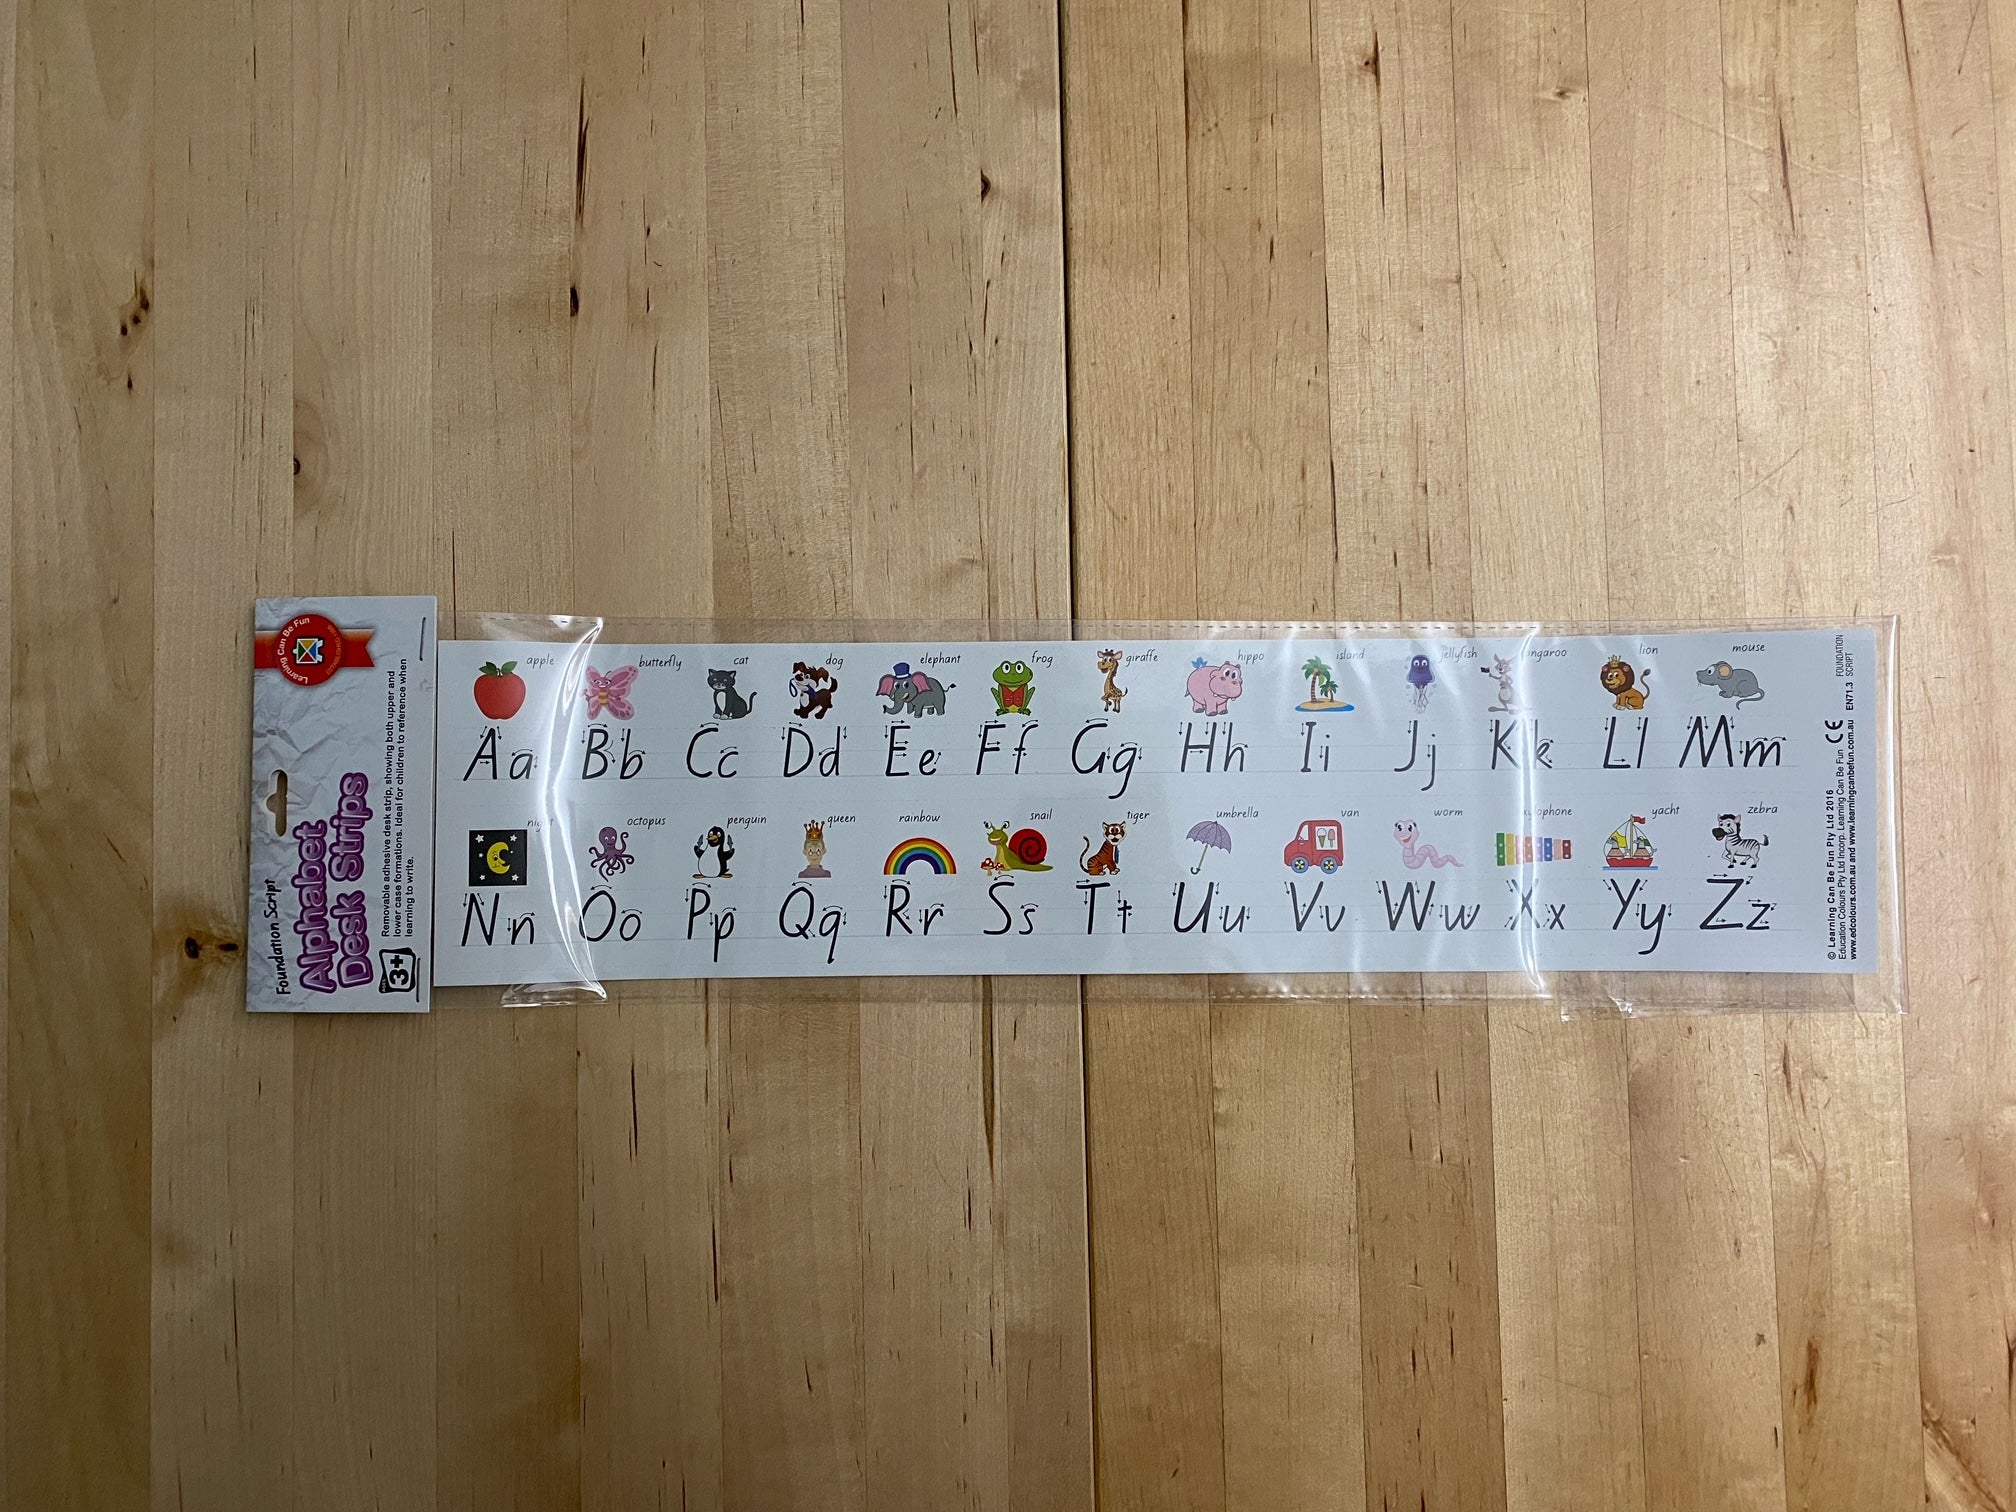 Learning Can Be Fun
Foundation Script
Alphabet
Desk Strips
Removable adhesive desk strip, showing both upper and
lower case formations. Ideal for children to reference when
learning to write.
3+
apple butterfly cat dog elephant frog giraffe hippo island jellyfish lion mouse
Aa Bb Cc Dd Ee Ff Gg Hh Ii Jj Kk Ll Mm
night octopus penguin queen rainbow snail tiger umbrella van worm yacht zebra
Nn Oo Pp Qq Rr Ss Tt Uu Vv Ww Xx Yy Zz
© Learning Can Be Fun Pty Ltd 2016
Education Colours Pty Ltd Incorp. Learning Can Be Fun
www.edcolours.com.au and www.learningcanbefun.com.au
CE
EN71.3
FOUNDATION
SCRIPT